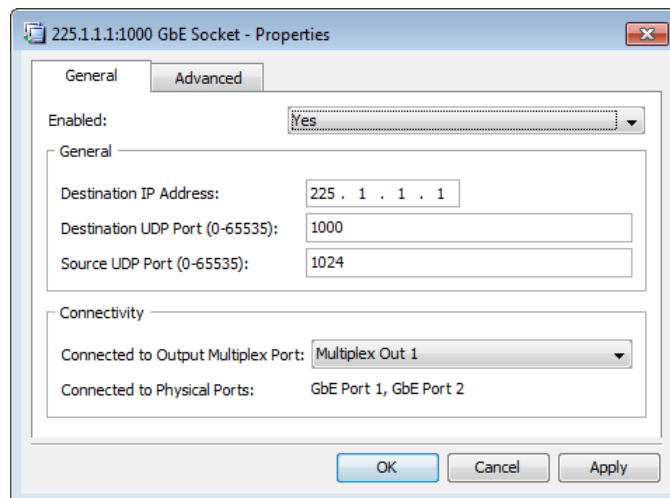 225.1.1.1:1000 GbE Socket - Properties
General Advanced
Enabled: Yes
General
Destination IP Address: 225 . 1 . 1 . 1
Destination UDP Port (0-65535): 1000
Source UDP Port (0-65535): 1024
Connectivity
Connected to Output Multiplex Port: Multiplex Out 1
Connected to Physical Ports: GbE Port 1, GbE Port 2
OK Cancel Apply